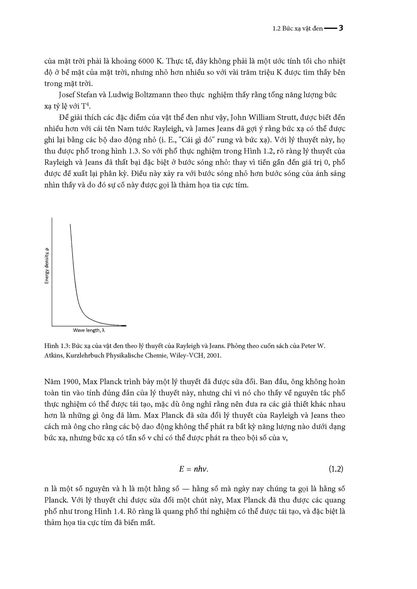 1.2 Bức xạ vật đen — 3
của mặt trời phải là khoảng 6000 K. Thực tế, đây không phải là một ước tính tồi cho nhiệt
độ ở bề mặt của mặt trời, nhưng nhỏ hơn nhiều so với vài trăm triệu K được tìm thấy bên
trong mặt trời.
Josef Stefan và Ludwig Boltzmann theo thực nghiệm thấy rằng tổng năng lượng bức
xạ tỷ lệ với T⁴.
Để giải thích các đặc điểm của vật thể đen như vậy, John William Strutt, được biết đến
nhiều hơn với cái tên Nam tước Rayleigh, và James Jeans đã gợi ý rằng bức xạ có thể được
ghi lại bằng các bộ dao động nhỏ (i. E., "Cái gì đó" rung và bức xạ). Với lý thuyết này, họ
thu được phổ trong hình 1.3. So với phổ thực nghiệm trong Hình 1.2, rõ ràng lý thuyết của
Rayleigh và Jeans đã thất bại đặc biệt ở bước sóng nhỏ: thay vì tiến gần đến giá trị 0, phổ
được đề xuất lại phân kỳ. Điều này xảy ra với bước sóng nhỏ hơn bước sóng của ánh sáng
nhìn thấy và do đó sự cố này được gọi là thảm họa tia cực tím.
Energy density, φ
Wave length, λ
Hình 1.3: Bức xạ của vật đen theo lý thuyết của Rayleigh và Jeans. Phỏng theo cuốn sách của Peter W.
Atkins, Kurzlehrbuch Physikalische Chemie, Wiley-VCH, 2001.
Năm 1900, Max Planck trình bày một lý thuyết đã được sửa đổi. Ban đầu, ông không hoàn
toàn tin vào tính đúng đắn của lý thuyết này, nhưng chỉ vì nó cho thấy về nguyên tắc phổ
thực nghiệm có thể được tái tạo, mặc dù ông nghĩ rằng nên đưa ra các giả thiết khác nhau
hơn là những gì ông đã làm. Max Planck đã sửa đổi lý thuyết của Rayleigh và Jeans theo
cách mà ông cho rằng các bộ dao động không thể phát ra bất kỳ năng lượng nào dưới dạng
bức xạ, nhưng bức xạ có tần số v chỉ có thể được phát ra theo bội số của v,
E = nhν. (1.2)
n là một số nguyên và h là một hằng số — hằng số mà ngày nay chúng ta gọi là hằng số
Planck. Với lý thuyết chỉ được sửa đổi một chút này, Max Planck đã thu được các quang
phổ như trong Hình 1.4. Rõ ràng là quang phổ thí nghiệm có thể được tái tạo, và đặc biệt là
thảm họa tia cực tím đã biến mất.